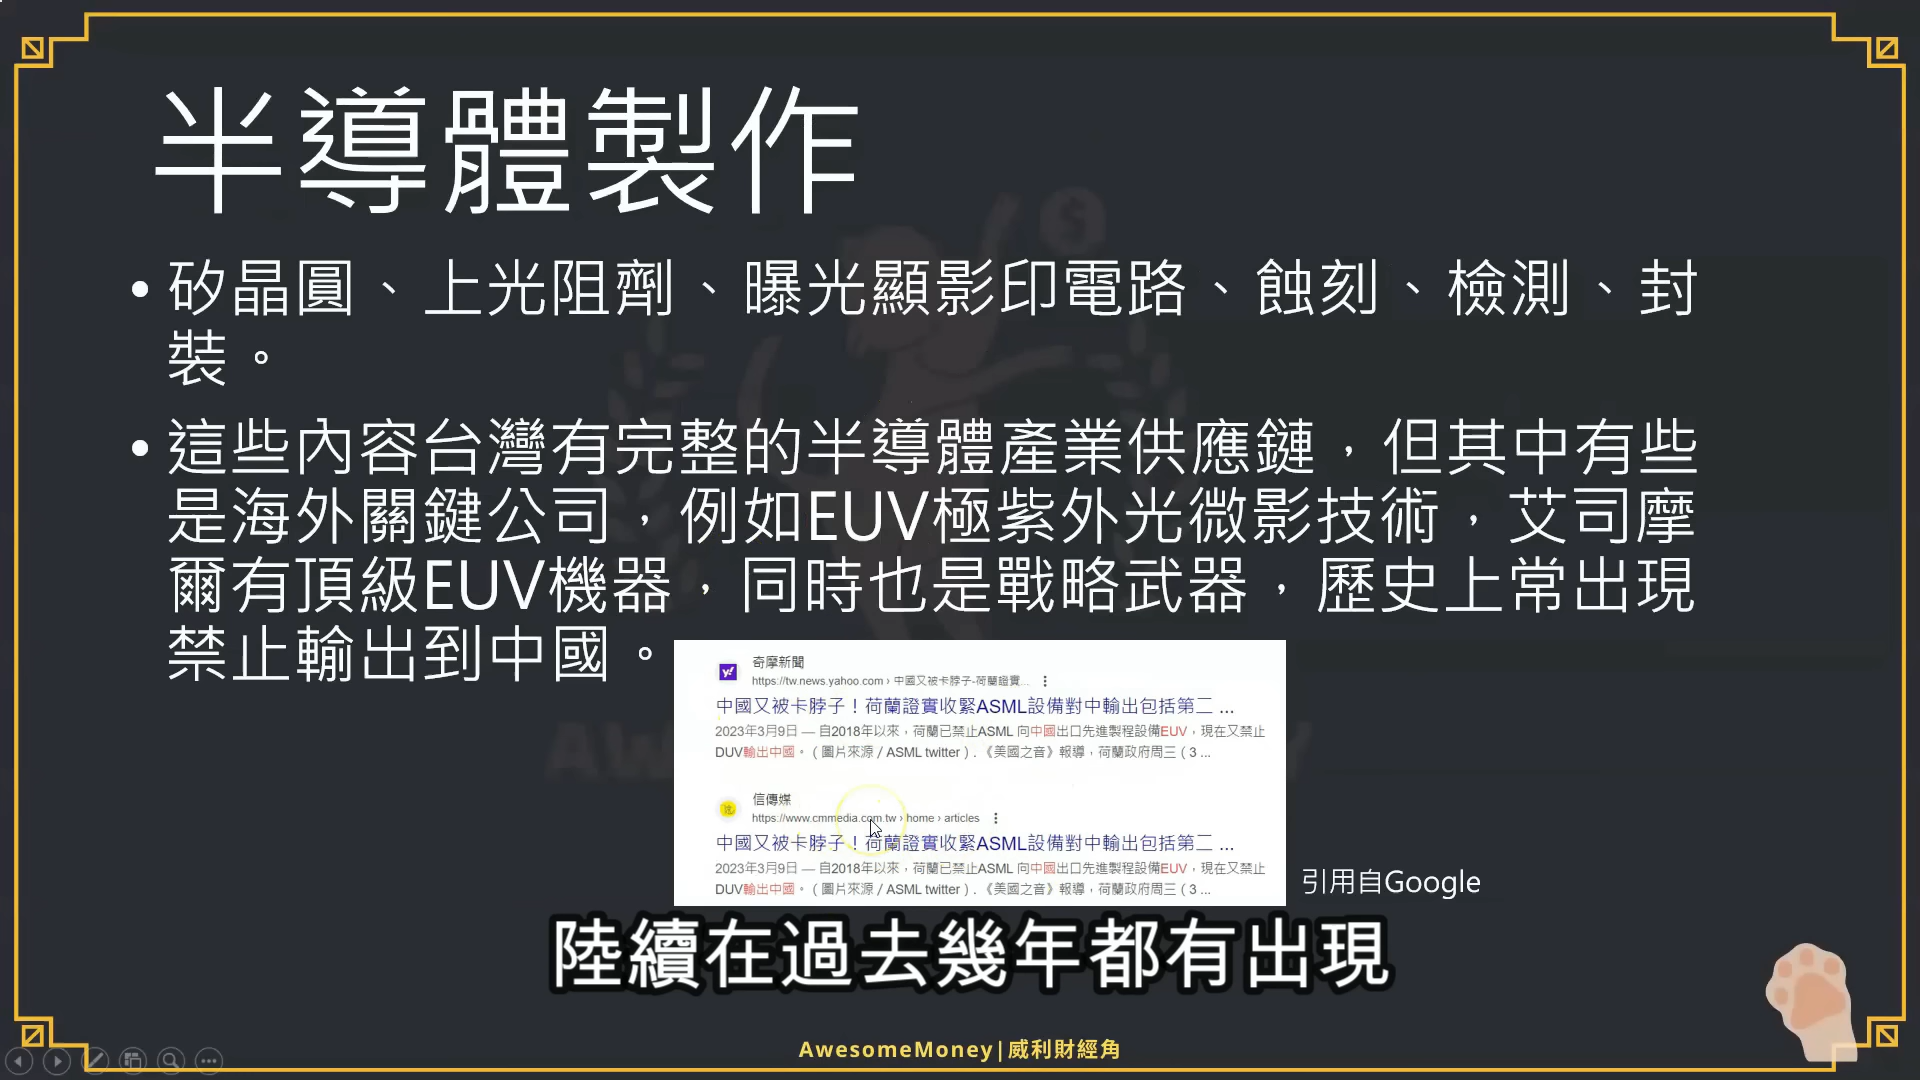 半導體製作
• 矽晶圓、上光阻劑、曝光顯影印電路、蝕刻、檢測、封
裝。
• 這些內容台灣有完整的半導體產業供應鏈，但其中有些
是海外關鍵公司，例如EUV極紫外光微影技術，艾司摩
爾有頂級EUV機器，同時也是戰略武器，歷史上常出現
禁止輸出到中國。
奇摩新聞
https://tw.news.yahoo.com › 中國又被卡脖子-荷蘭證實...
中國又被卡脖子！荷蘭證實收緊ASML設備對中輸出包括第二 ...
2023年3月9日 — 自2018年以來，荷蘭已禁止ASML 向中國出口先進製程設備EUV，現在又禁止
DUV輸出中國。（圖片來源／ASML twitter）. 《美國之音》報導，荷蘭政府周三（3 ...
信傳媒
https://www.cmmedia.com.tw › home › articles
中國又被卡脖子！荷蘭證實收緊ASML設備對中輸出包括第二 ...
2023年3月9日 — 自2018年以來，荷蘭已禁止ASML 向中國出口先進製程設備EUV，現在又禁止
DUV輸出中國。（圖片來源／ASML twitter）. 《美國之音》報導，荷蘭政府周三（3 ...
引用自Google
陸續在過去幾年都有出現
AwesomeMoney|威利財經角